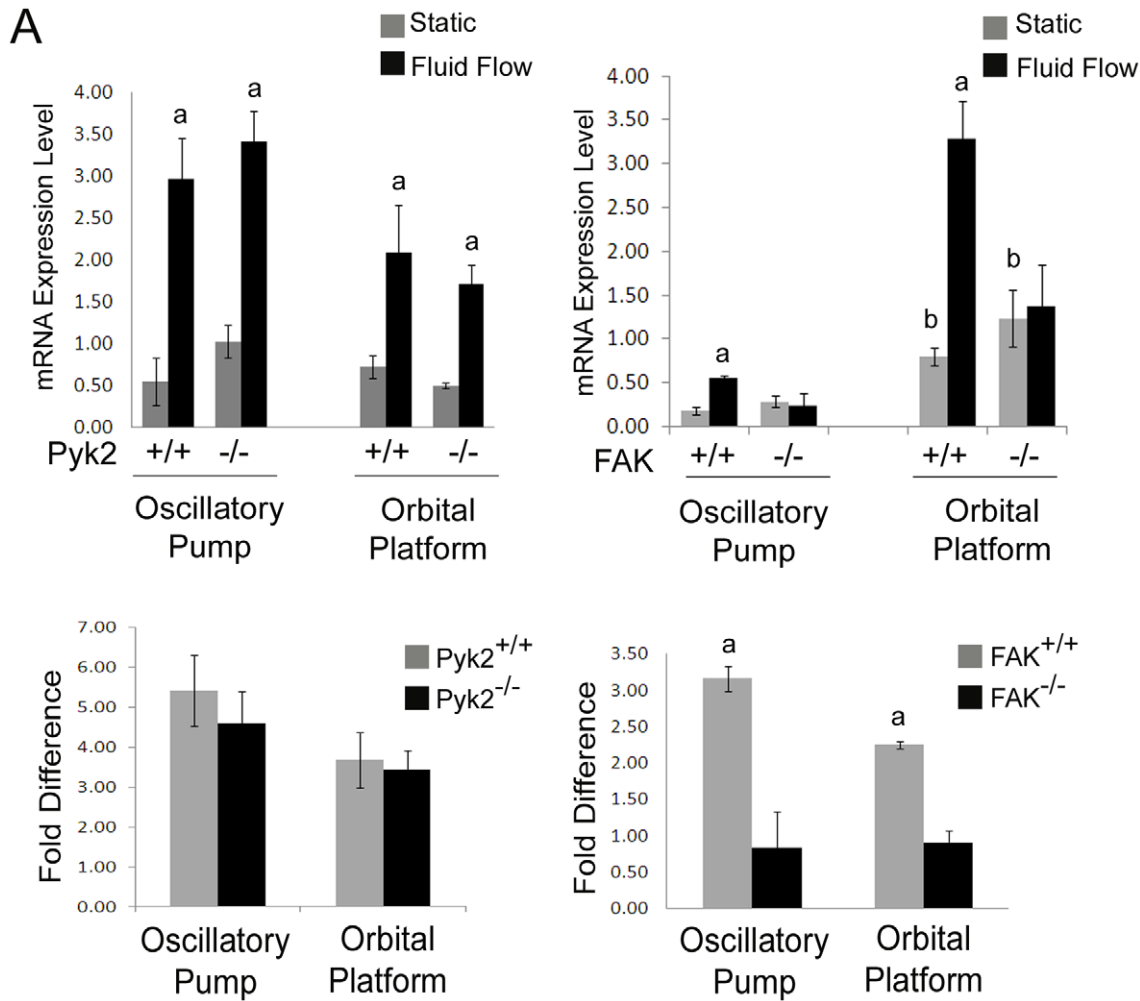 A
Static
Fluid Flow
mRNA Expression Level
4.00
3.50
3.00
2.50
2.00
1.50
1.00
0.50
0.00
a
a
a
a
Pyk2
+/+
-/-
+/+
-/-
Oscillatory
Pump
Orbital
Platform
Static
Fluid Flow
mRNA Expression Level
4.00
3.50
3.00
2.50
2.00
1.50
1.00
0.50
0.00
a
b
a
b
FAK
+/+
-/-
+/+
-/-
Oscillatory
Pump
Orbital
Platform
Fold Difference
7.00
6.00
5.00
4.00
3.00
2.00
1.00
0.00
Pyk2+/+
Pyk2-/-
Oscillatory
Pump
Orbital
Platform
Fold Difference
3.50
3.00
2.50
2.00
1.50
1.00
0.50
0.00
a
a
FAK+/+
FAK-/-
Oscillatory
Pump
Orbital
Platform